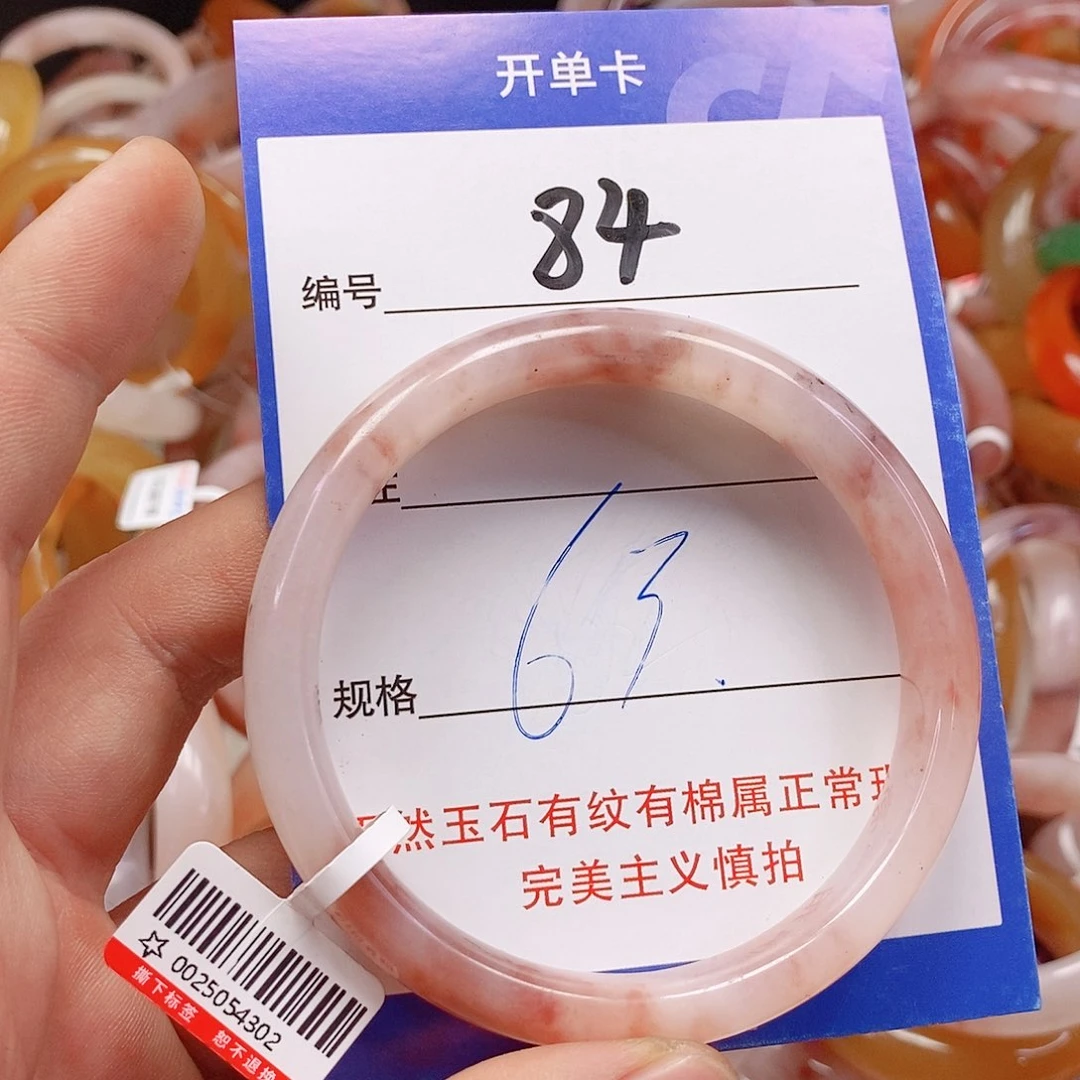 开单卡
编号 84
63.
规格
然玉石有纹有棉属正常
完美主义慎拍
0025054302
撕下标签 恕不退换